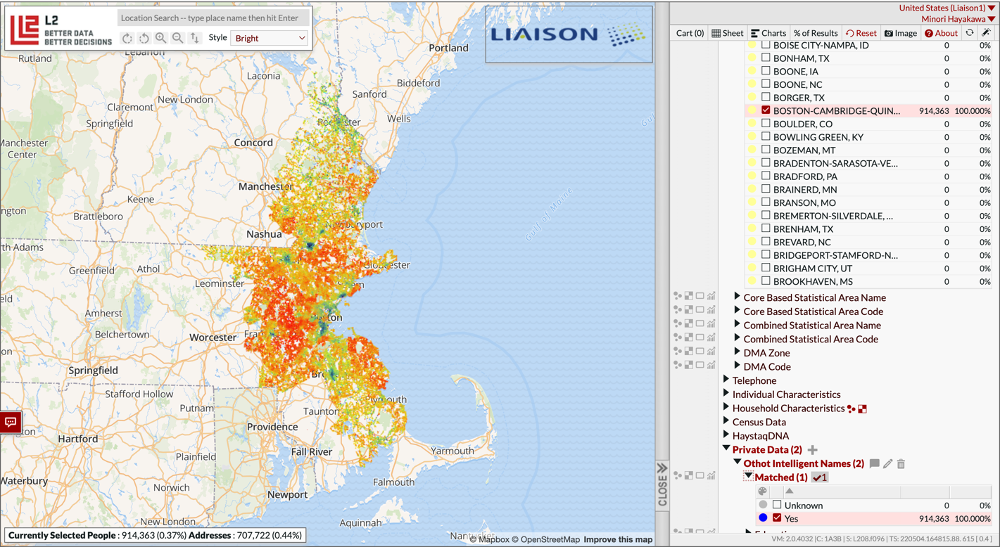 L2
BETTER DATA
BETTER DECISIONS
Location Search -- type place name then hit Enter
Style Bright
LIAISON
Lebanon
Rutland
Portland
Laconia
Biddeford
Sanford
New London
Claremont
Springfield
Wells
Rochester
Manchester
Center
Concord
Manchester
Keene
Brattleboro
Newburyport
Nashua
Gulf of Maine
Greenfield
Athol
Gloucester
Leominster
Amherst
Belchertown
Worcester
Springfield
Stafford Hollow
Putnam
Plymouth
Taunton
Providence
Hartford
Fall River
Yarmouth
Plainfield
Waterbury
Norwich
Falmouth
Newport
New London
Aquinnah
Nantucket
Currently Selected People : 914,363 (0.37%) Addresses : 707,722 (0.44%)
© Mapbox © OpenStreetMap Improve this map
CLOSE
United States (Liaison1)
Minori Hayakawa
Cart (0) Sheet Charts % of Results Reset Image About
BOISE CITY-NAMPA, ID 0 0%
BONHAM, TX 0 0%
BOONE, IA 0 0%
BOONE, NC 0 0%
BORGER, TX 0 0%
BOSTON-CAMBRIDGE-QUIN... 914,363 100.000%
BOULDER, CO 0 0%
BOWLING GREEN, KY 0 0%
BOZEMAN, MT 0 0%
BRADENTON-SARASOTA-VE... 0 0%
BRADFORD, PA 0 0%
BRAINERD, MN 0 0%
BRANSON, MO 0 0%
BREMERTON-SILVERDALE, ... 0 0%
BRENHAM, TX 0 0%
BREVARD, NC 0 0%
BRIDGEPORT-STAMFORD-N... 0 0%
BRIGHAM CITY, UT 0 0%
BROOKHAVEN, MS 0 0%
Core Based Statistical Area Name
Core Based Statistical Area Code
Combined Statistical Area Name
Combined Statistical Area Code
DMA Zone
DMA Code
Telephone
Individual Characteristics
Household Characteristics
Census Data
HaystaqDNA
Private Data (2)
Othot Intelligent Names (2)
Matched (1) 1
Unknown 0 0%
Yes 914,363 100.000%
VM: 2.0.4032 |C: 1A3B | S: L208.f096 | TS: 220504.164815.88. 615 [ 0.4 ]